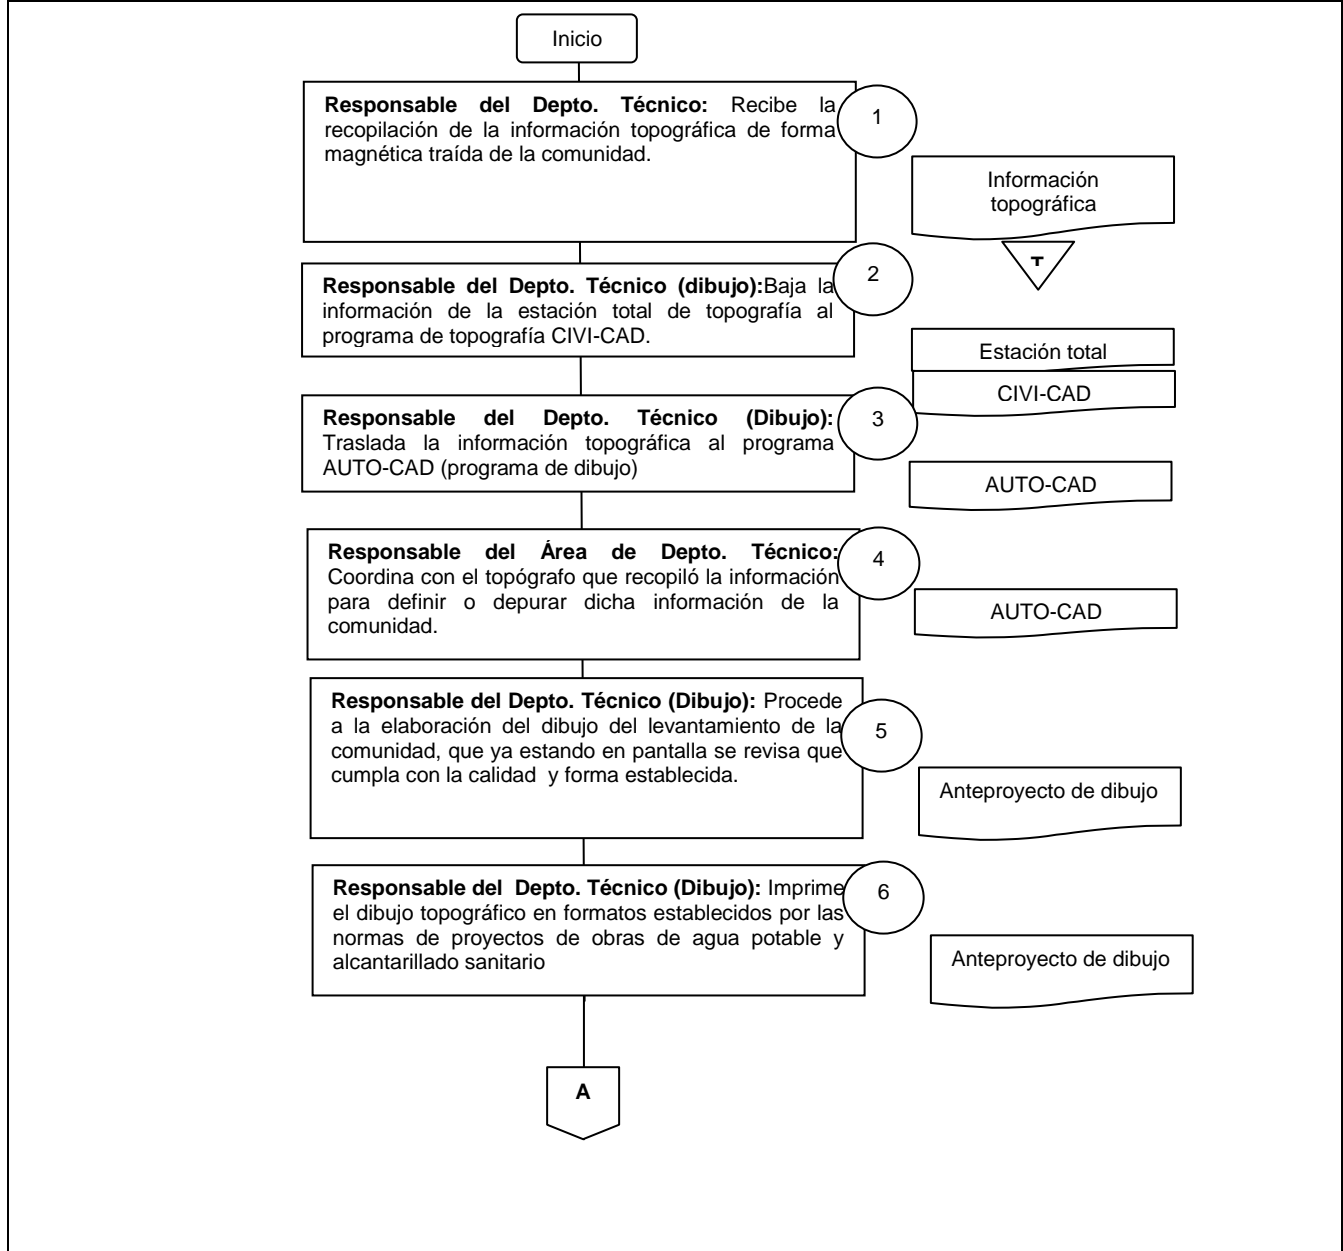 Inicio
Responsable del Depto. Técnico: Recibe la
recopilación de la información topográfica de forma
magnética traída de la comunidad.
1
Información
topográfica
T
Responsable del Depto. Técnico (dibujo):Baja la
información de la estación total de topografía al
programa de topografía CIVI-CAD.
2
Estación total
CIVI-CAD
Responsable del Depto. Técnico (Dibujo):
Traslada la información topográfica al programa
AUTO-CAD (programa de dibujo)
3
AUTO-CAD
Responsable del Área de Depto. Técnico:
Coordina con el topógrafo que recopiló la información
para definir o depurar dicha información de la
comunidad.
4
AUTO-CAD
Responsable del Depto. Técnico (Dibujo): Procede
a la elaboración del dibujo del levantamiento de la
comunidad, que ya estando en pantalla se revisa que
cumpla con la calidad  y forma establecida.
5
Anteproyecto de dibujo
Responsable del  Depto. Técnico (Dibujo): Imprime
el dibujo topográfico en formatos establecidos por las
normas de proyectos de obras de agua potable y
alcantarillado sanitario
6
Anteproyecto de dibujo
A